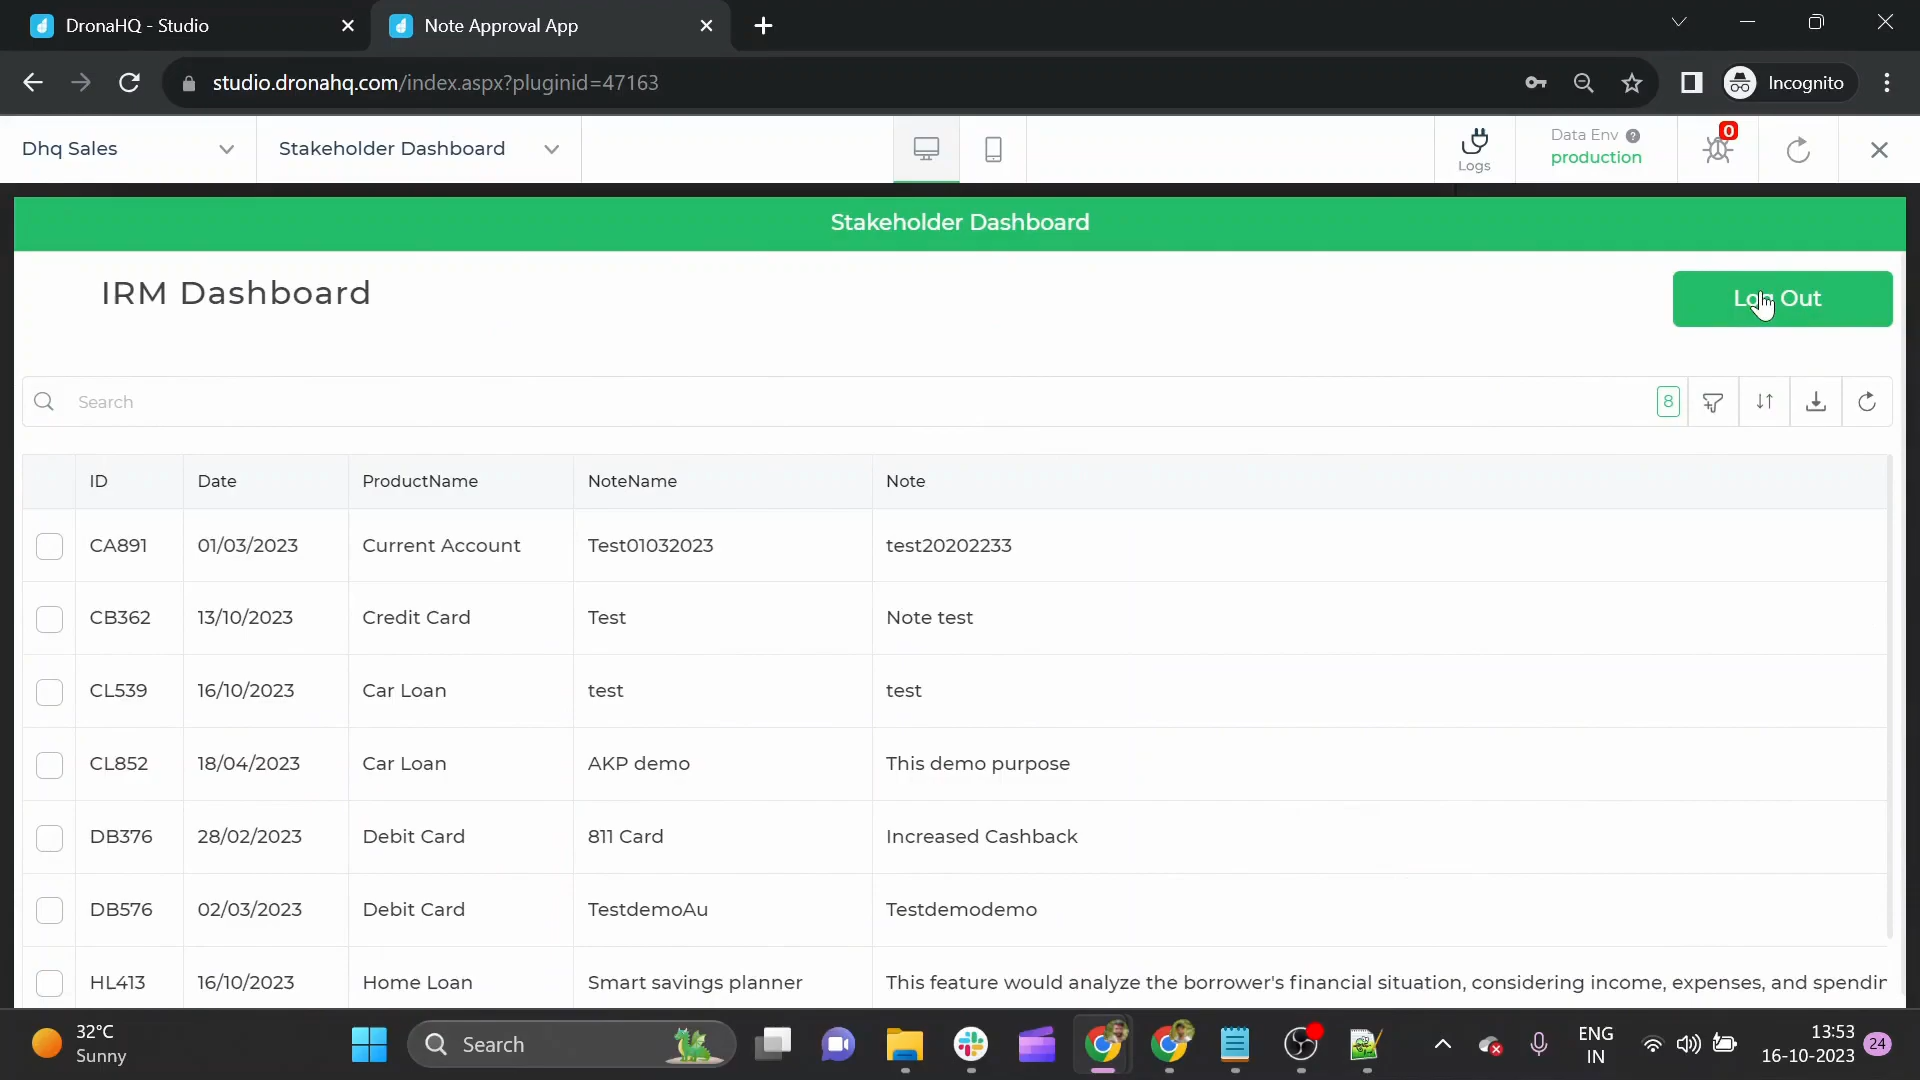 DronaHQ - Studio
Note Approval App
studio.dronahq.com/index.aspx?pluginid=47163
Incognito
Dhq Sales
Stakeholder Dashboard
Logs
Data Env ?
production
0
Stakeholder Dashboard
IRM Dashboard
Log Out
Search
8
ID Date ProductName NoteName Note
CA891 01/03/2023 Current Account Test01032023 test20202233
CB362 13/10/2023 Credit Card Test Note test
CL539 16/10/2023 Car Loan test test
CL852 18/04/2023 Car Loan AKP demo This demo purpose
DB376 28/02/2023 Debit Card 811 Card Increased Cashback
DB576 02/03/2023 Debit Card TestdemoAu Testdemodemo
HL413 16/10/2023 Home Loan Smart savings planner This feature would analyze the borrower's financial situation, considering income, expenses, and spendin
32°C
Sunny
Search
ENG
IN
13:53
16-10-2023
24